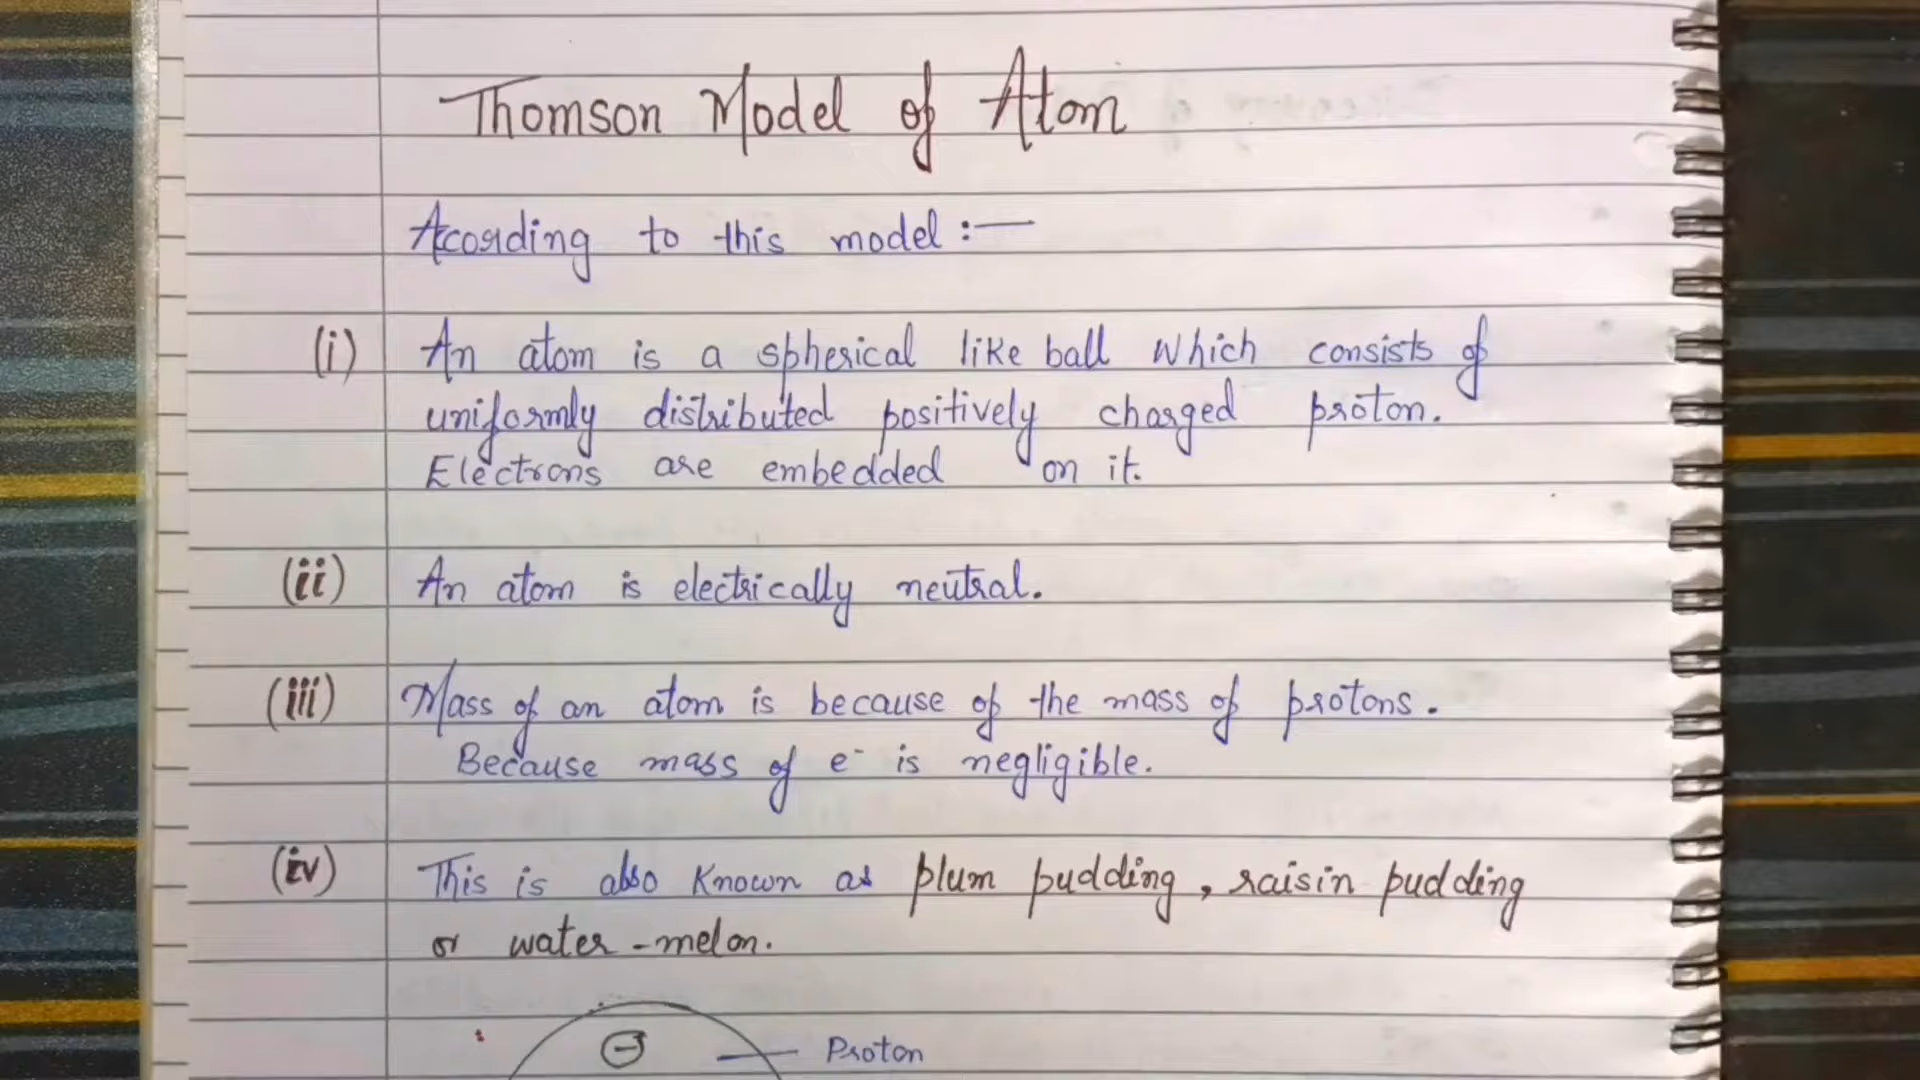 Thomson Model of Atom
Acording to this model :—
(i) An atom is a spherical like ball which consists of
uniformly distributed positively charged proton.
Electrons are embedded on it.
(ii) An atom is electrically neutral.
(iii) Mass of an atom is because of the mass of protons.
Because mass of e⁻ is negligible.
(iv) This is also known as plum pudding, raisin pudding
or water-melon.
⊖ Proton